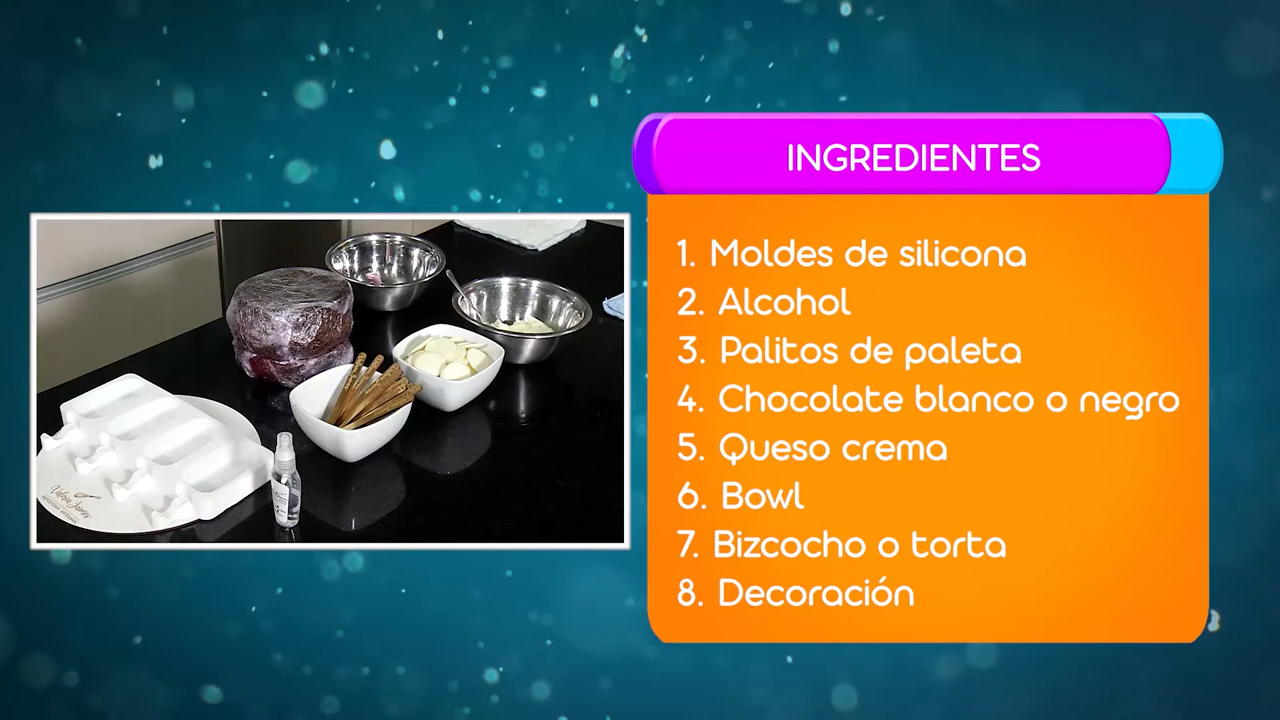 INGREDIENTES
1. Moldes de silicona
2. Alcohol
3. Palitos de paleta
4. Chocolate blanco o negro
5. Queso crema
6. Bowl
7. Bizcocho o torta
8. Decoración